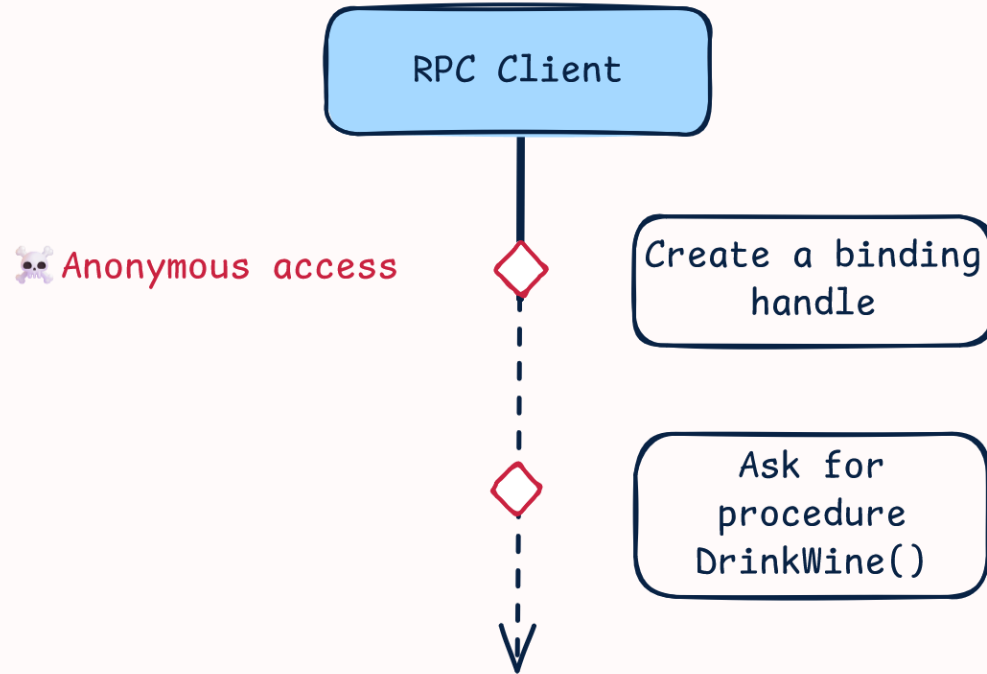 RPC Client
Anonymous access
Create a binding
handle
Ask for
procedure
DrinkWine()